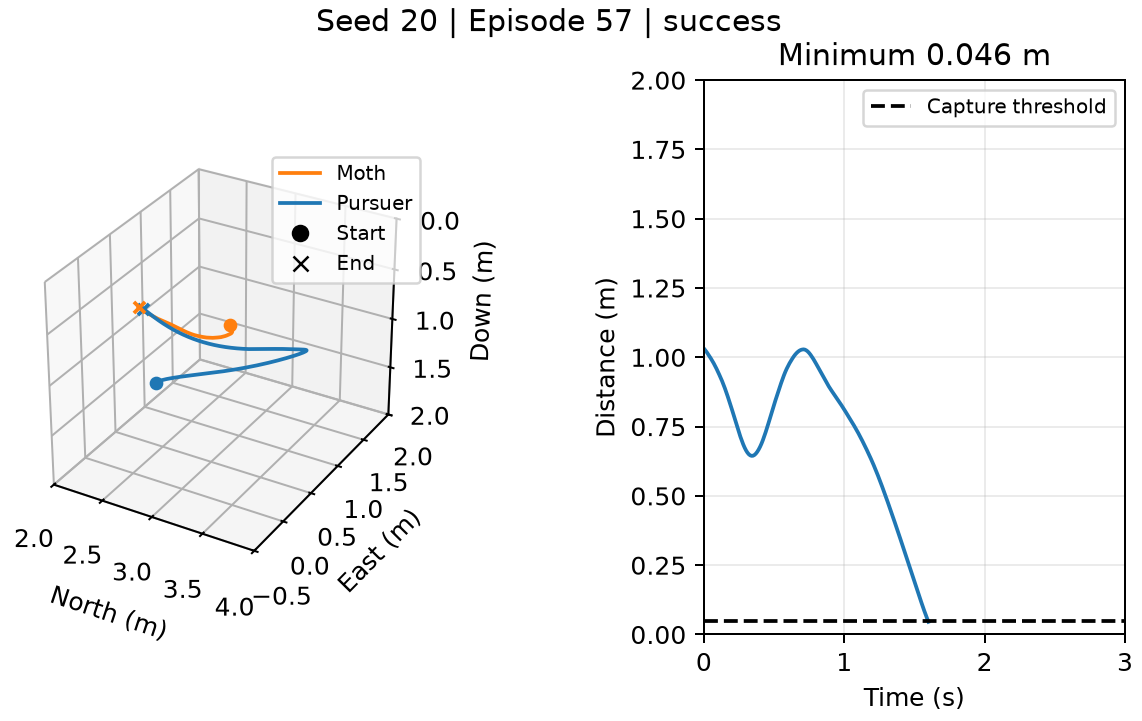 Seed 20 | Episode 57 | success
Moth
Pursuer
Start
End
0.0
0.5
1.0
1.5
2.0
Down (m)
2.0
2.5
3.0
3.5
4.0
North (m)
−0.5
0.0
0.5
1.0
1.5
2.0
East (m)
Minimum 0.046 m
Capture threshold
2.00
1.75
1.50
1.25
1.00
0.75
0.50
0.25
0.00
Distance (m)
0 1 2 3
Time (s)